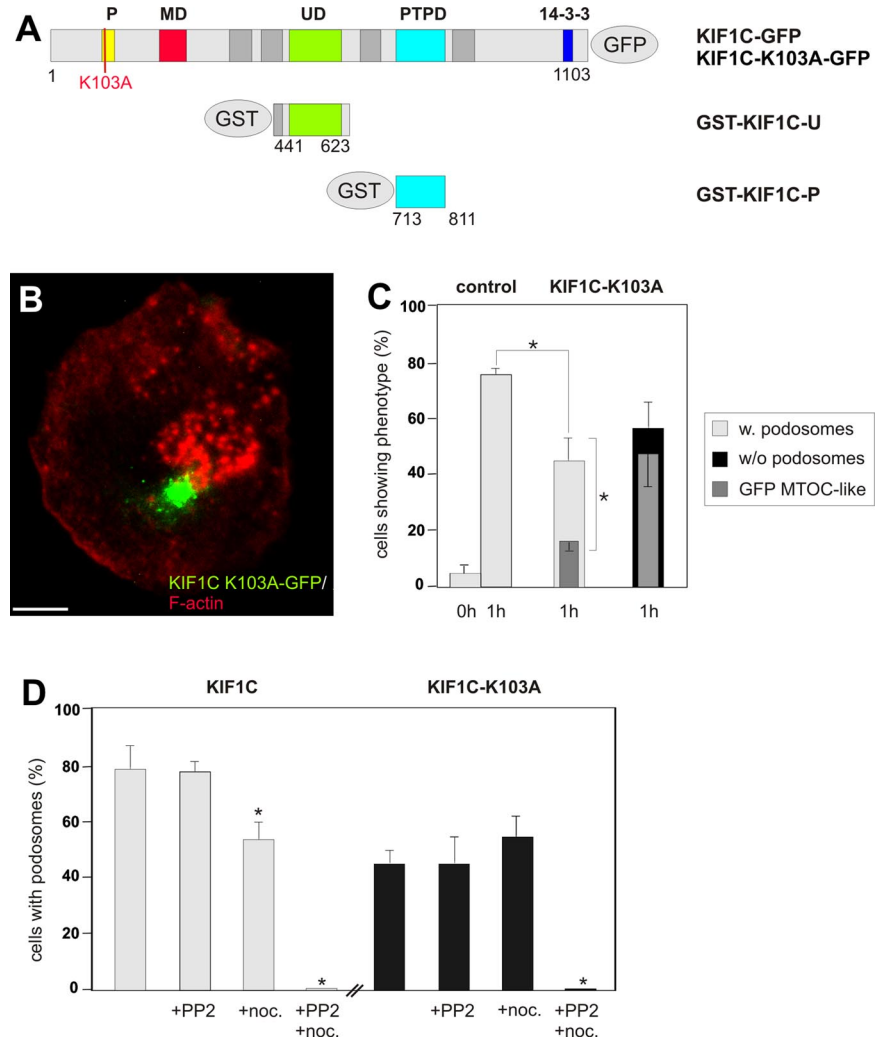 A
P MD UD PTPD 14-3-3
GFP
KIF1C-GFP
KIF1C-K103A-GFP
1 1103
K103A
GST
441 623
GST-KIF1C-U
GST
713 811
GST-KIF1C-P
B
KIF1C K103A-GFP/
F-actin
C
control KIF1C-K103A
cells showing phenotype (%)
100
80
60
40
20
0
*
*
0h 1h 1h 1h
w. podosomes
w/o podosomes
GFP MTOC-like
D
KIF1C KIF1C-K103A
cells with podosomes (%)
100
80
60
40
20
0
*
*
*
+PP2 +noc. +PP2 +PP2 +noc. +PP2
+noc. +noc.